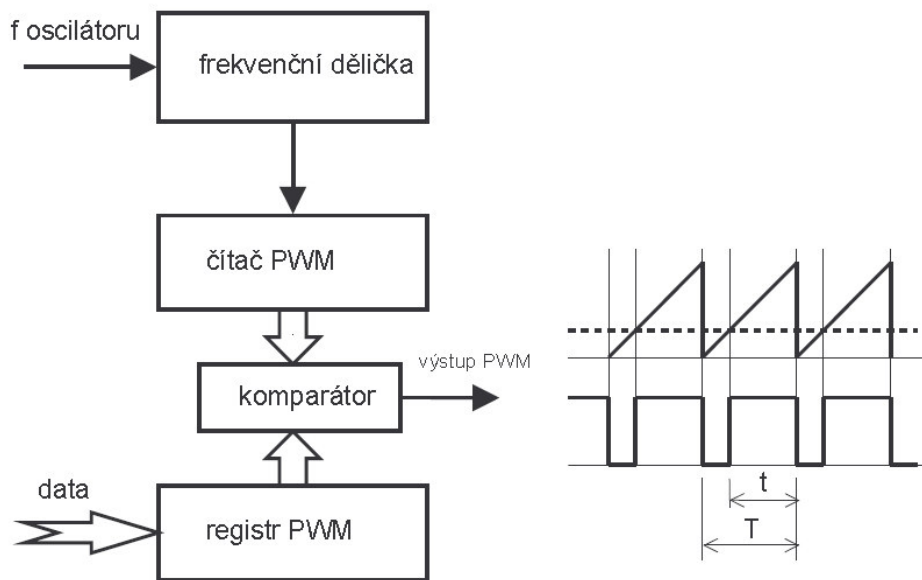 f oscilátoru
frekvenční dělička
čítač PWM
komparátor
výstup PWM
data
registr PWM
t
T